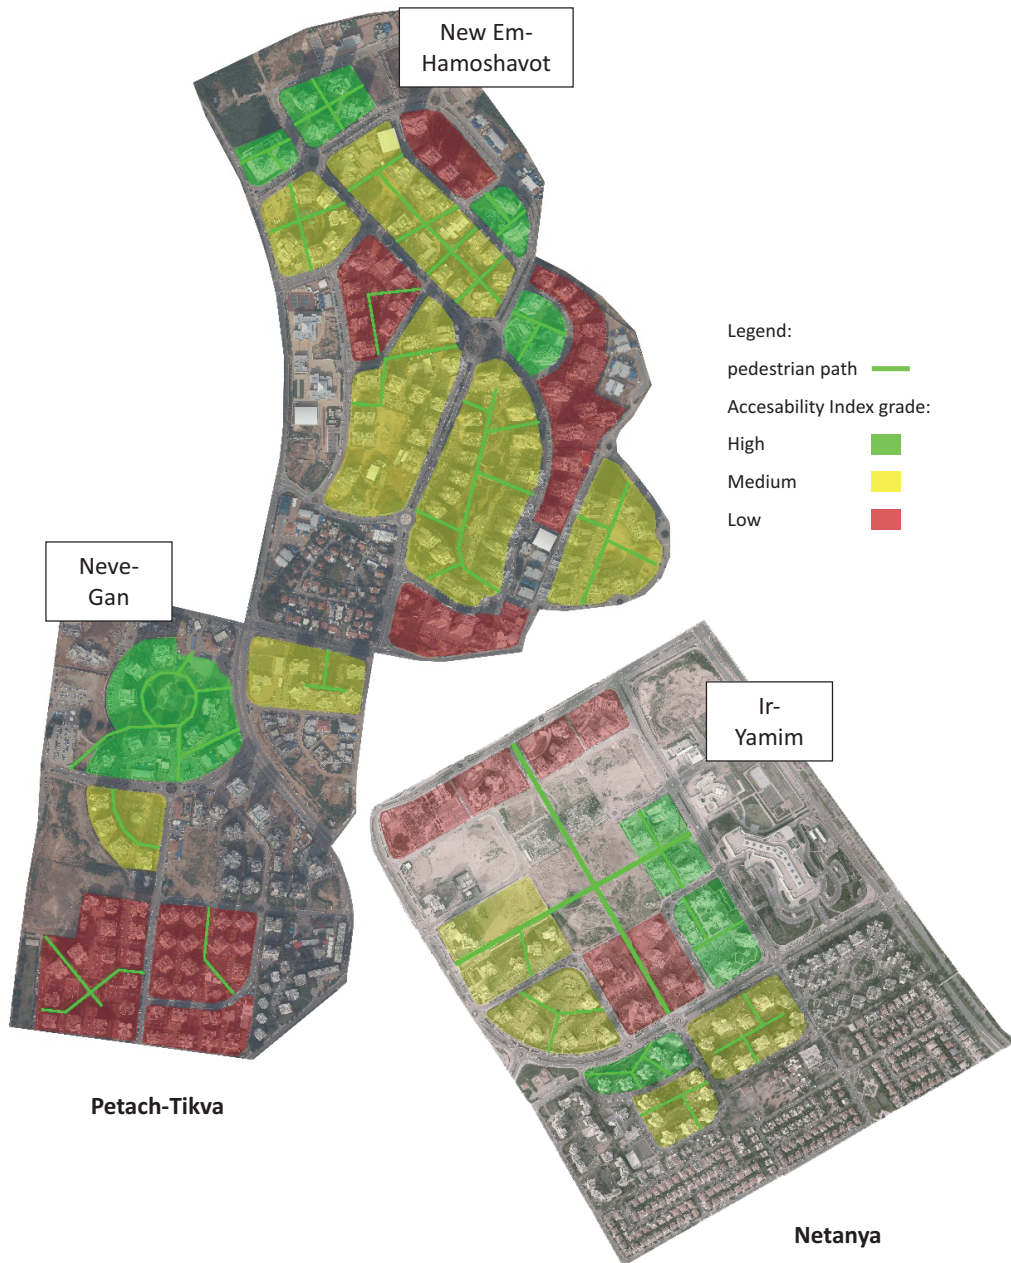 New Em-
Hamoshavot
Legend:
pedestrian path
Accesability Index grade:
High
Medium
Low
Neve-
Gan
Ir-
Yamim
Petach-Tikva
Netanya